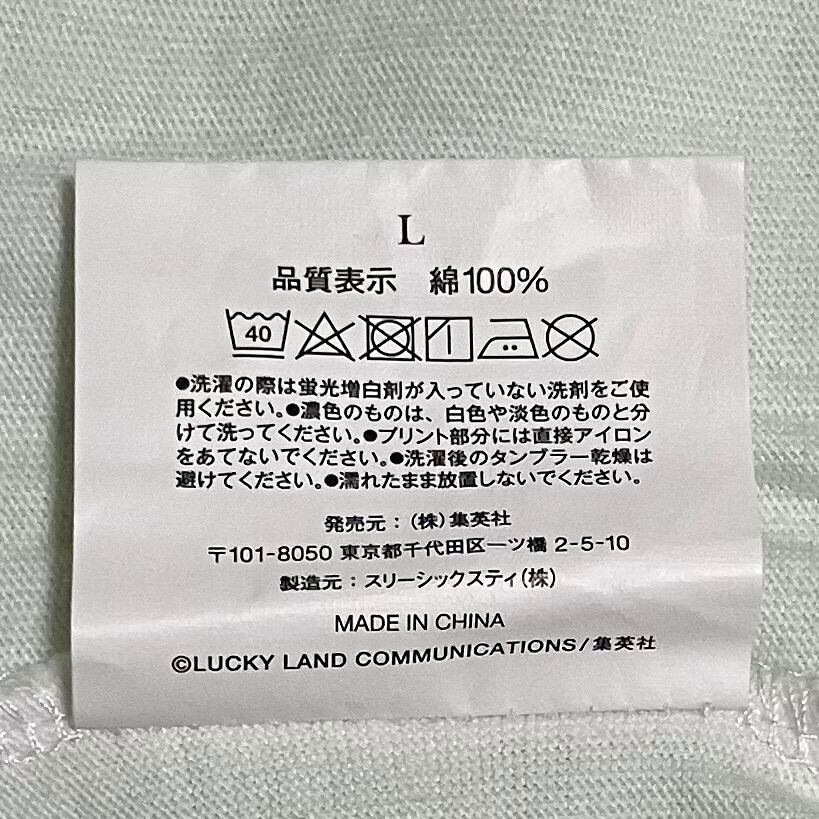 L
品質表示 綿100%
40
●洗濯の際は蛍光増白剤が入っていない洗剤をご使
用ください。●濃色のものは、白色や淡色のものと分
けて洗ってください。●プリント部分には直接アイロン
をあてないでください。●洗濯後のタンブラー乾燥は
避けてください。●濡れたまま放置しないでください。
発売元：(株)集英社
〒101-8050 東京都千代田区一ツ橋 2-5-10
製造元：スリーシックスティ(株)
MADE IN CHINA
©LUCKY LAND COMMUNICATIONS/集英社